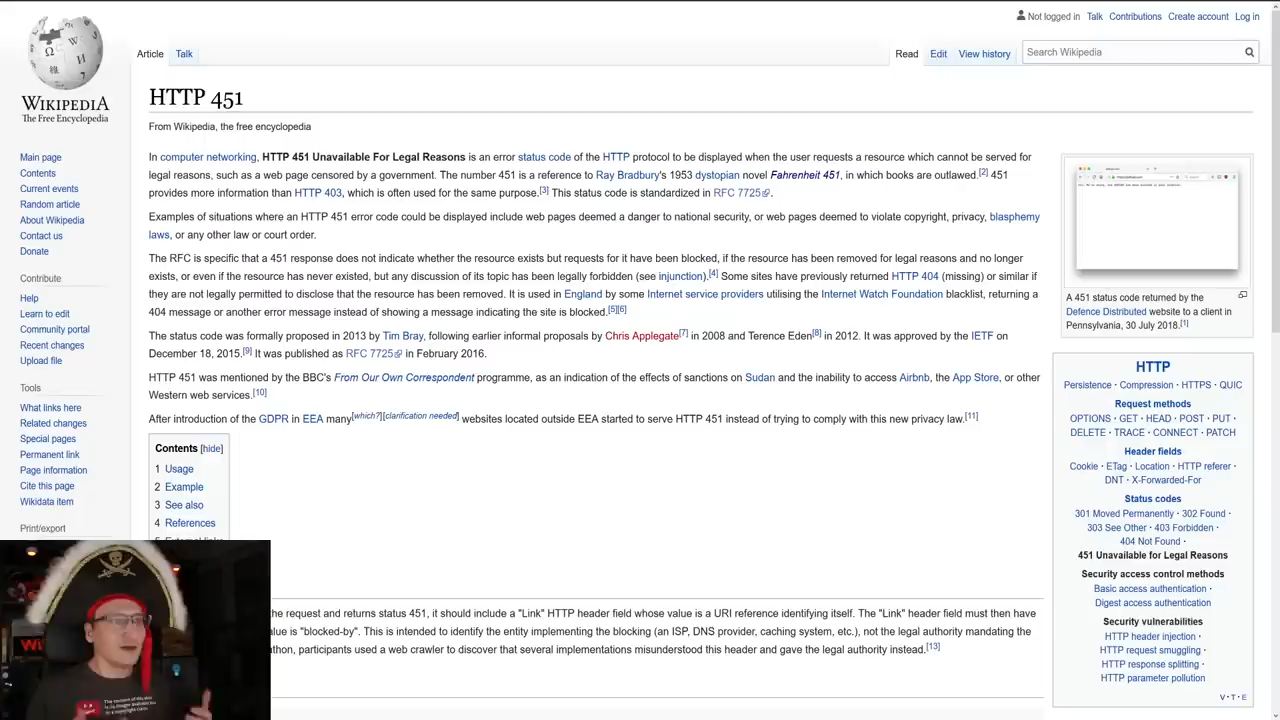 Not logged in Talk Contributions Create account Log in
Article Talk Read Edit View history Search Wikipedia
WIKIPEDIA
The Free Encyclopedia
Main page
Contents
Current events
Random article
About Wikipedia
Contact us
Donate
Contribute
Help
Learn to edit
Community portal
Recent changes
Upload file
Tools
What links here
Related changes
Special pages
Permanent link
Page information
Cite this page
Wikidata item
Print/export
HTTP 451
From Wikipedia, the free encyclopedia
In computer networking, HTTP 451 Unavailable For Legal Reasons is an error status code of the HTTP protocol to be displayed when the user requests a resource which cannot be served for
legal reasons, such as a web page censored by a government. The number 451 is a reference to Ray Bradbury's 1953 dystopian novel Fahrenheit 451, in which books are outlawed.[2] 451
provides more information than HTTP 403, which is often used for the same purpose.[3] This status code is standardized in RFC 7725.
Examples of situations where an HTTP 451 error code could be displayed include web pages deemed a danger to national security, or web pages deemed to violate copyright, privacy, blasphemy
laws, or any other law or court order.
The RFC is specific that a 451 response does not indicate whether the resource exists but requests for it have been blocked, if the resource has been removed for legal reasons and no longer
exists, or even if the resource has never existed, but any discussion of its topic has been legally forbidden (see injunction).[4] Some sites have previously returned HTTP 404 (missing) or similar if
they are not legally permitted to disclose that the resource has been removed. It is used in England by some Internet service providers utilising the Internet Watch Foundation blacklist, returning a
404 message or another error message instead of showing a message indicating the site is blocked.[5][6]
The status code was formally proposed in 2013 by Tim Bray, following earlier informal proposals by Chris Applegate[7] in 2008 and Terence Eden[8] in 2012. It was approved by the IETF on
December 18, 2015.[9] It was published as RFC 7725 in February 2016.
HTTP 451 was mentioned by the BBC's From Our Own Correspondent programme, as an indication of the effects of sanctions on Sudan and the inability to access Airbnb, the App Store, or other
Western web services.[10]
After introduction of the GDPR in EEA many[which?][clarification needed] websites located outside EEA started to serve HTTP 451 instead of trying to comply with this new privacy law.[11]
Contents [hide]
1 Usage
2 Example
3 See also
4 References
he request and returns status 451, it should include a "Link" HTTP header field whose value is a URI reference identifying itself. The "Link" header field must then have
alue is "blocked-by". This is intended to identify the entity implementing the blocking (an ISP, DNS provider, caching system, etc.), not the legal authority mandating the
thon, participants used a web crawler to discover that several implementations misunderstood this header and gave the legal authority instead.[13]
A 451 status code returned by the
Defence Distributed website to a client in
Pennsylvania, 30 July 2018.[1]
HTTP
Persistence · Compression · HTTPS · QUIC
Request methods
OPTIONS · GET · HEAD · POST · PUT ·
DELETE · TRACE · CONNECT · PATCH
Header fields
Cookie · ETag · Location · HTTP referer ·
DNT · X-Forwarded-For
Status codes
301 Moved Permanently · 302 Found ·
303 See Other · 403 Forbidden ·
404 Not Found ·
451 Unavailable for Legal Reasons
Security access control methods
Basic access authentication ·
Digest access authentication
Security vulnerabilities
HTTP header injection ·
HTTP request smuggling ·
HTTP response splitting ·
HTTP parameter pollution
V · T · E